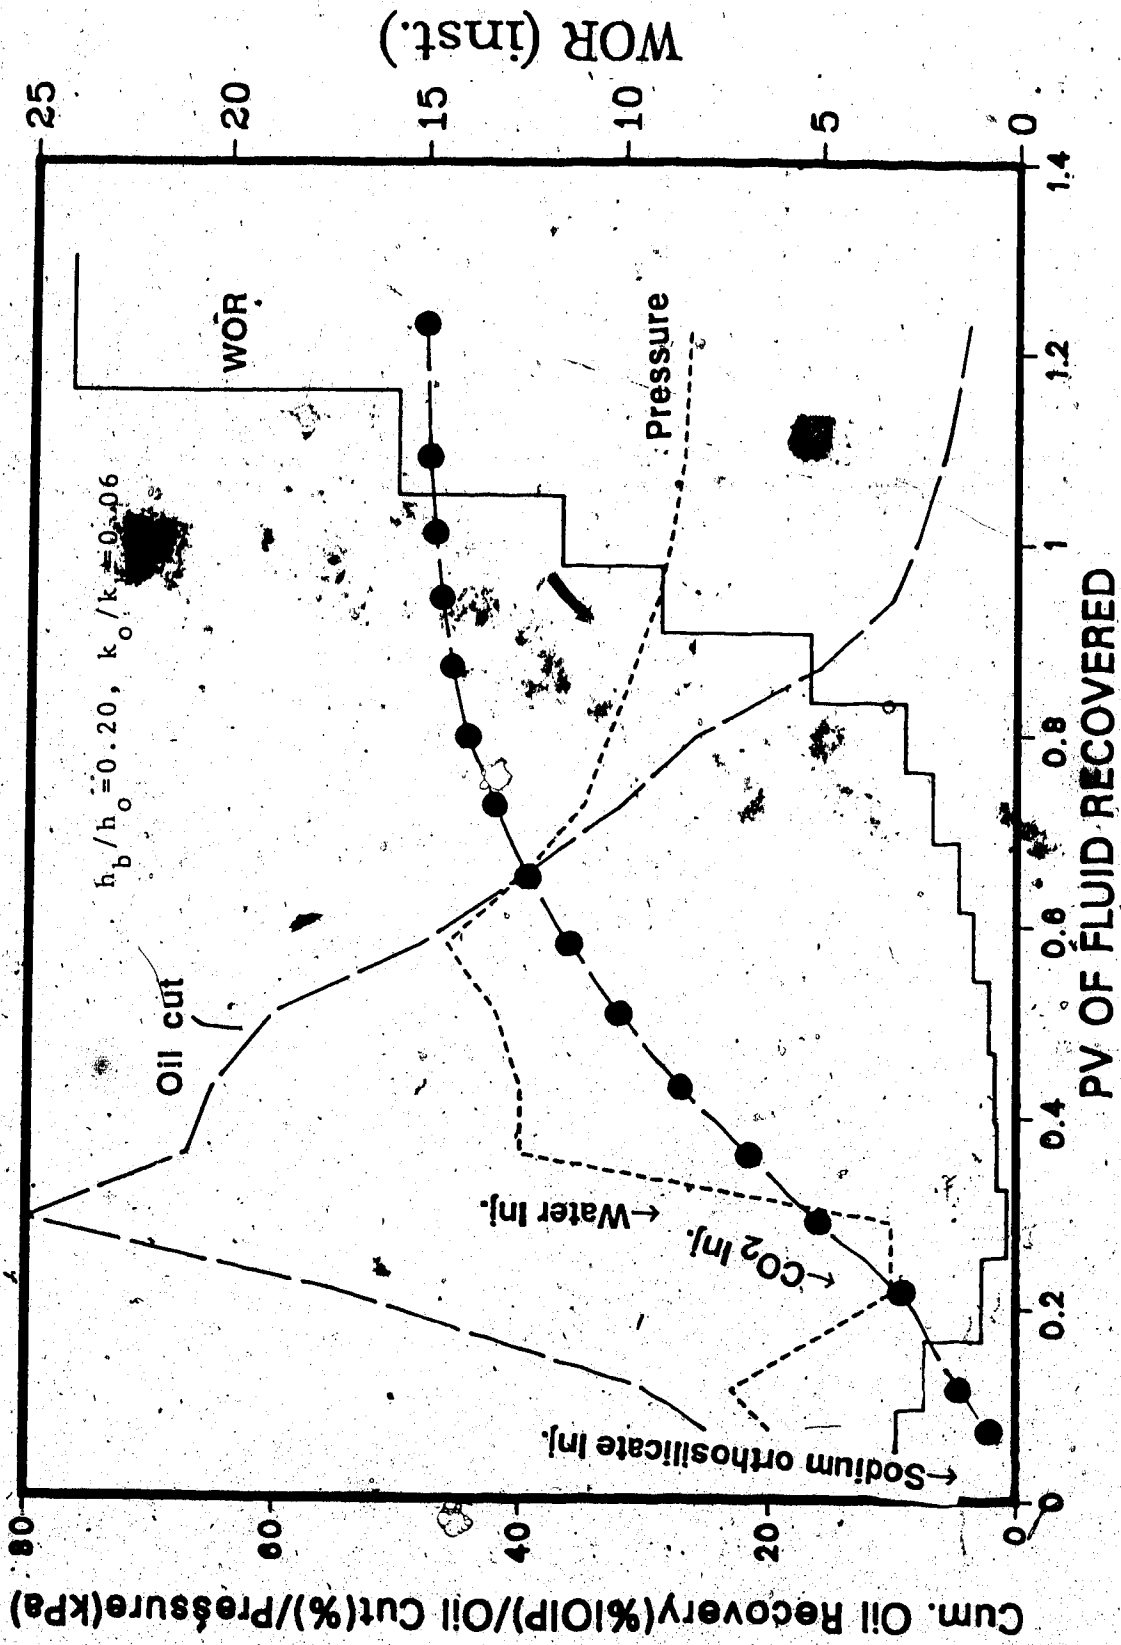 h_b/h_o=0.20, k_o/k =0.06
Oil cut
WOR
Pressure
Water Inj.
CO2 Inj.
Sodium orthosilicate Inj.
Cum. Oil Recovery(%IOIP)/Oil Cut(%)/Pressure(kPa)
80
60
40
20
0
WOR (inst.)
25
20
15
10
5
0
0
0.2
0.4
0.6
0.8
1
1.2
1.4
PV OF FLUID RECOVERED